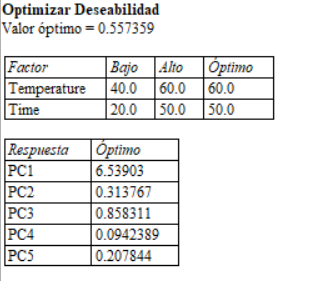 Optimizar Deseabilidad
Valor óptimo = 0.557359
Factor Bajo Alto Óptimo
Temperature 40.0 60.0 60.0
Time 20.0 50.0 50.0
Respuesta Óptimo
PC1 6.53903
PC2 0.313767
PC3 0.858311
PC4 0.0942389
PC5 0.207844